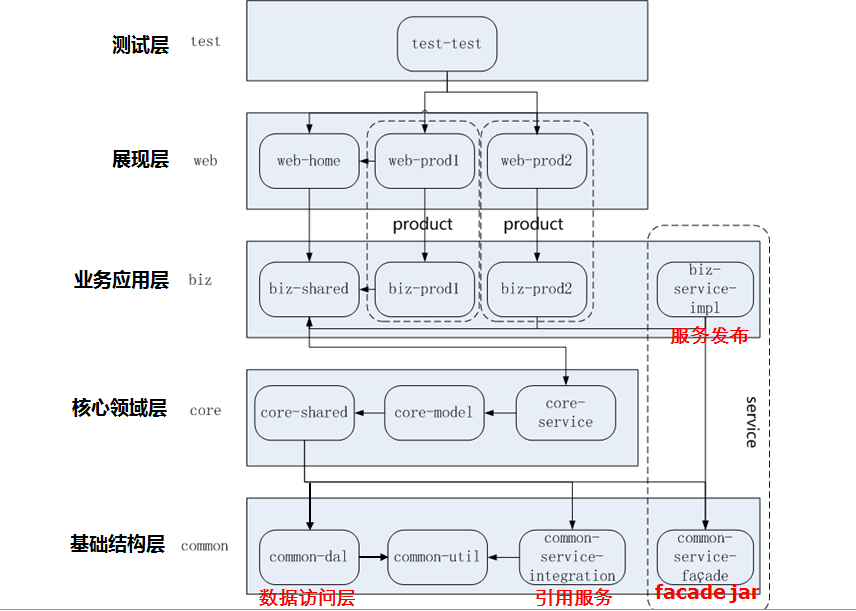 测试层
test
test-test
展现层
web
web-home
web-prod1
web-prod2
product
product
业务应用层
biz
biz-shared
biz-prod1
biz-prod2
biz-
service-
impl
服务发布
核心领域层
core
core-shared
core-model
core-
service
service
基础结构层
common
common-dal
common-util
common-
service-
integration
common-
service-
façade
数据访问层
引用服务
facade jar